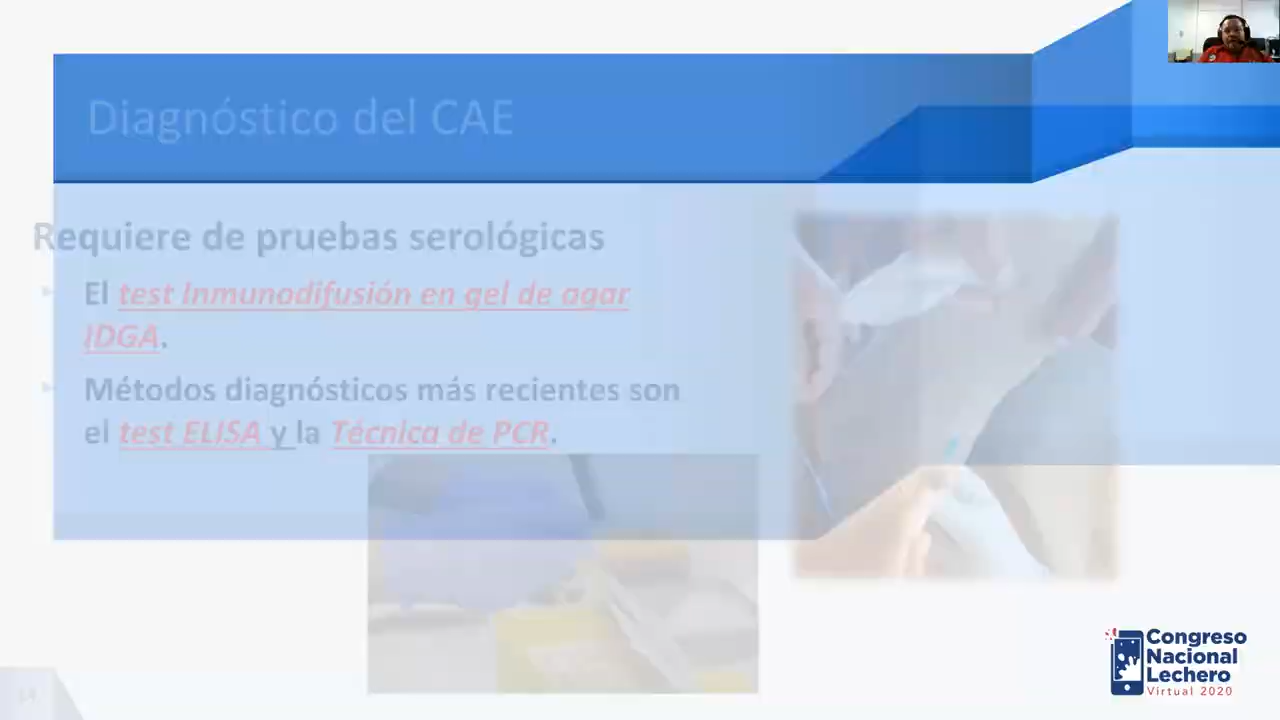 Diagnóstico del CAE
Requiere de pruebas serológicas
El test Inmunodifusión en gel de agar
IDGA.
Métodos diagnósticos más recientes son
el test ELISA y la Técnica de PCR.
14
Congreso
Nacional
Lechero
Virtual 2020